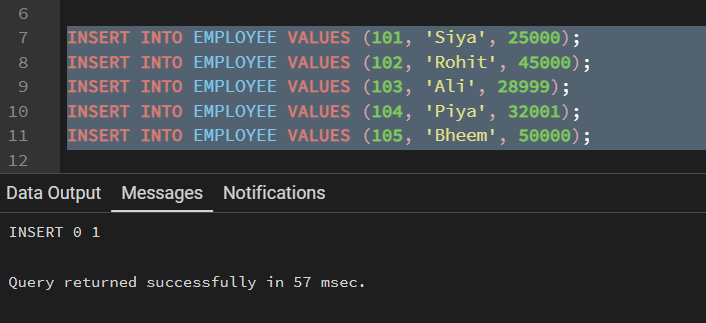 6
7 INSERT INTO EMPLOYEE VALUES (101, 'Siya', 25000);
8 INSERT INTO EMPLOYEE VALUES (102, 'Rohit', 45000);
9 INSERT INTO EMPLOYEE VALUES (103, 'Ali', 28999);
10 INSERT INTO EMPLOYEE VALUES (104, 'Piya', 32001);
11 INSERT INTO EMPLOYEE VALUES (105, 'Bheem', 50000);
12
Data Output Messages Notifications
INSERT 0 1
Query returned successfully in 57 msec.